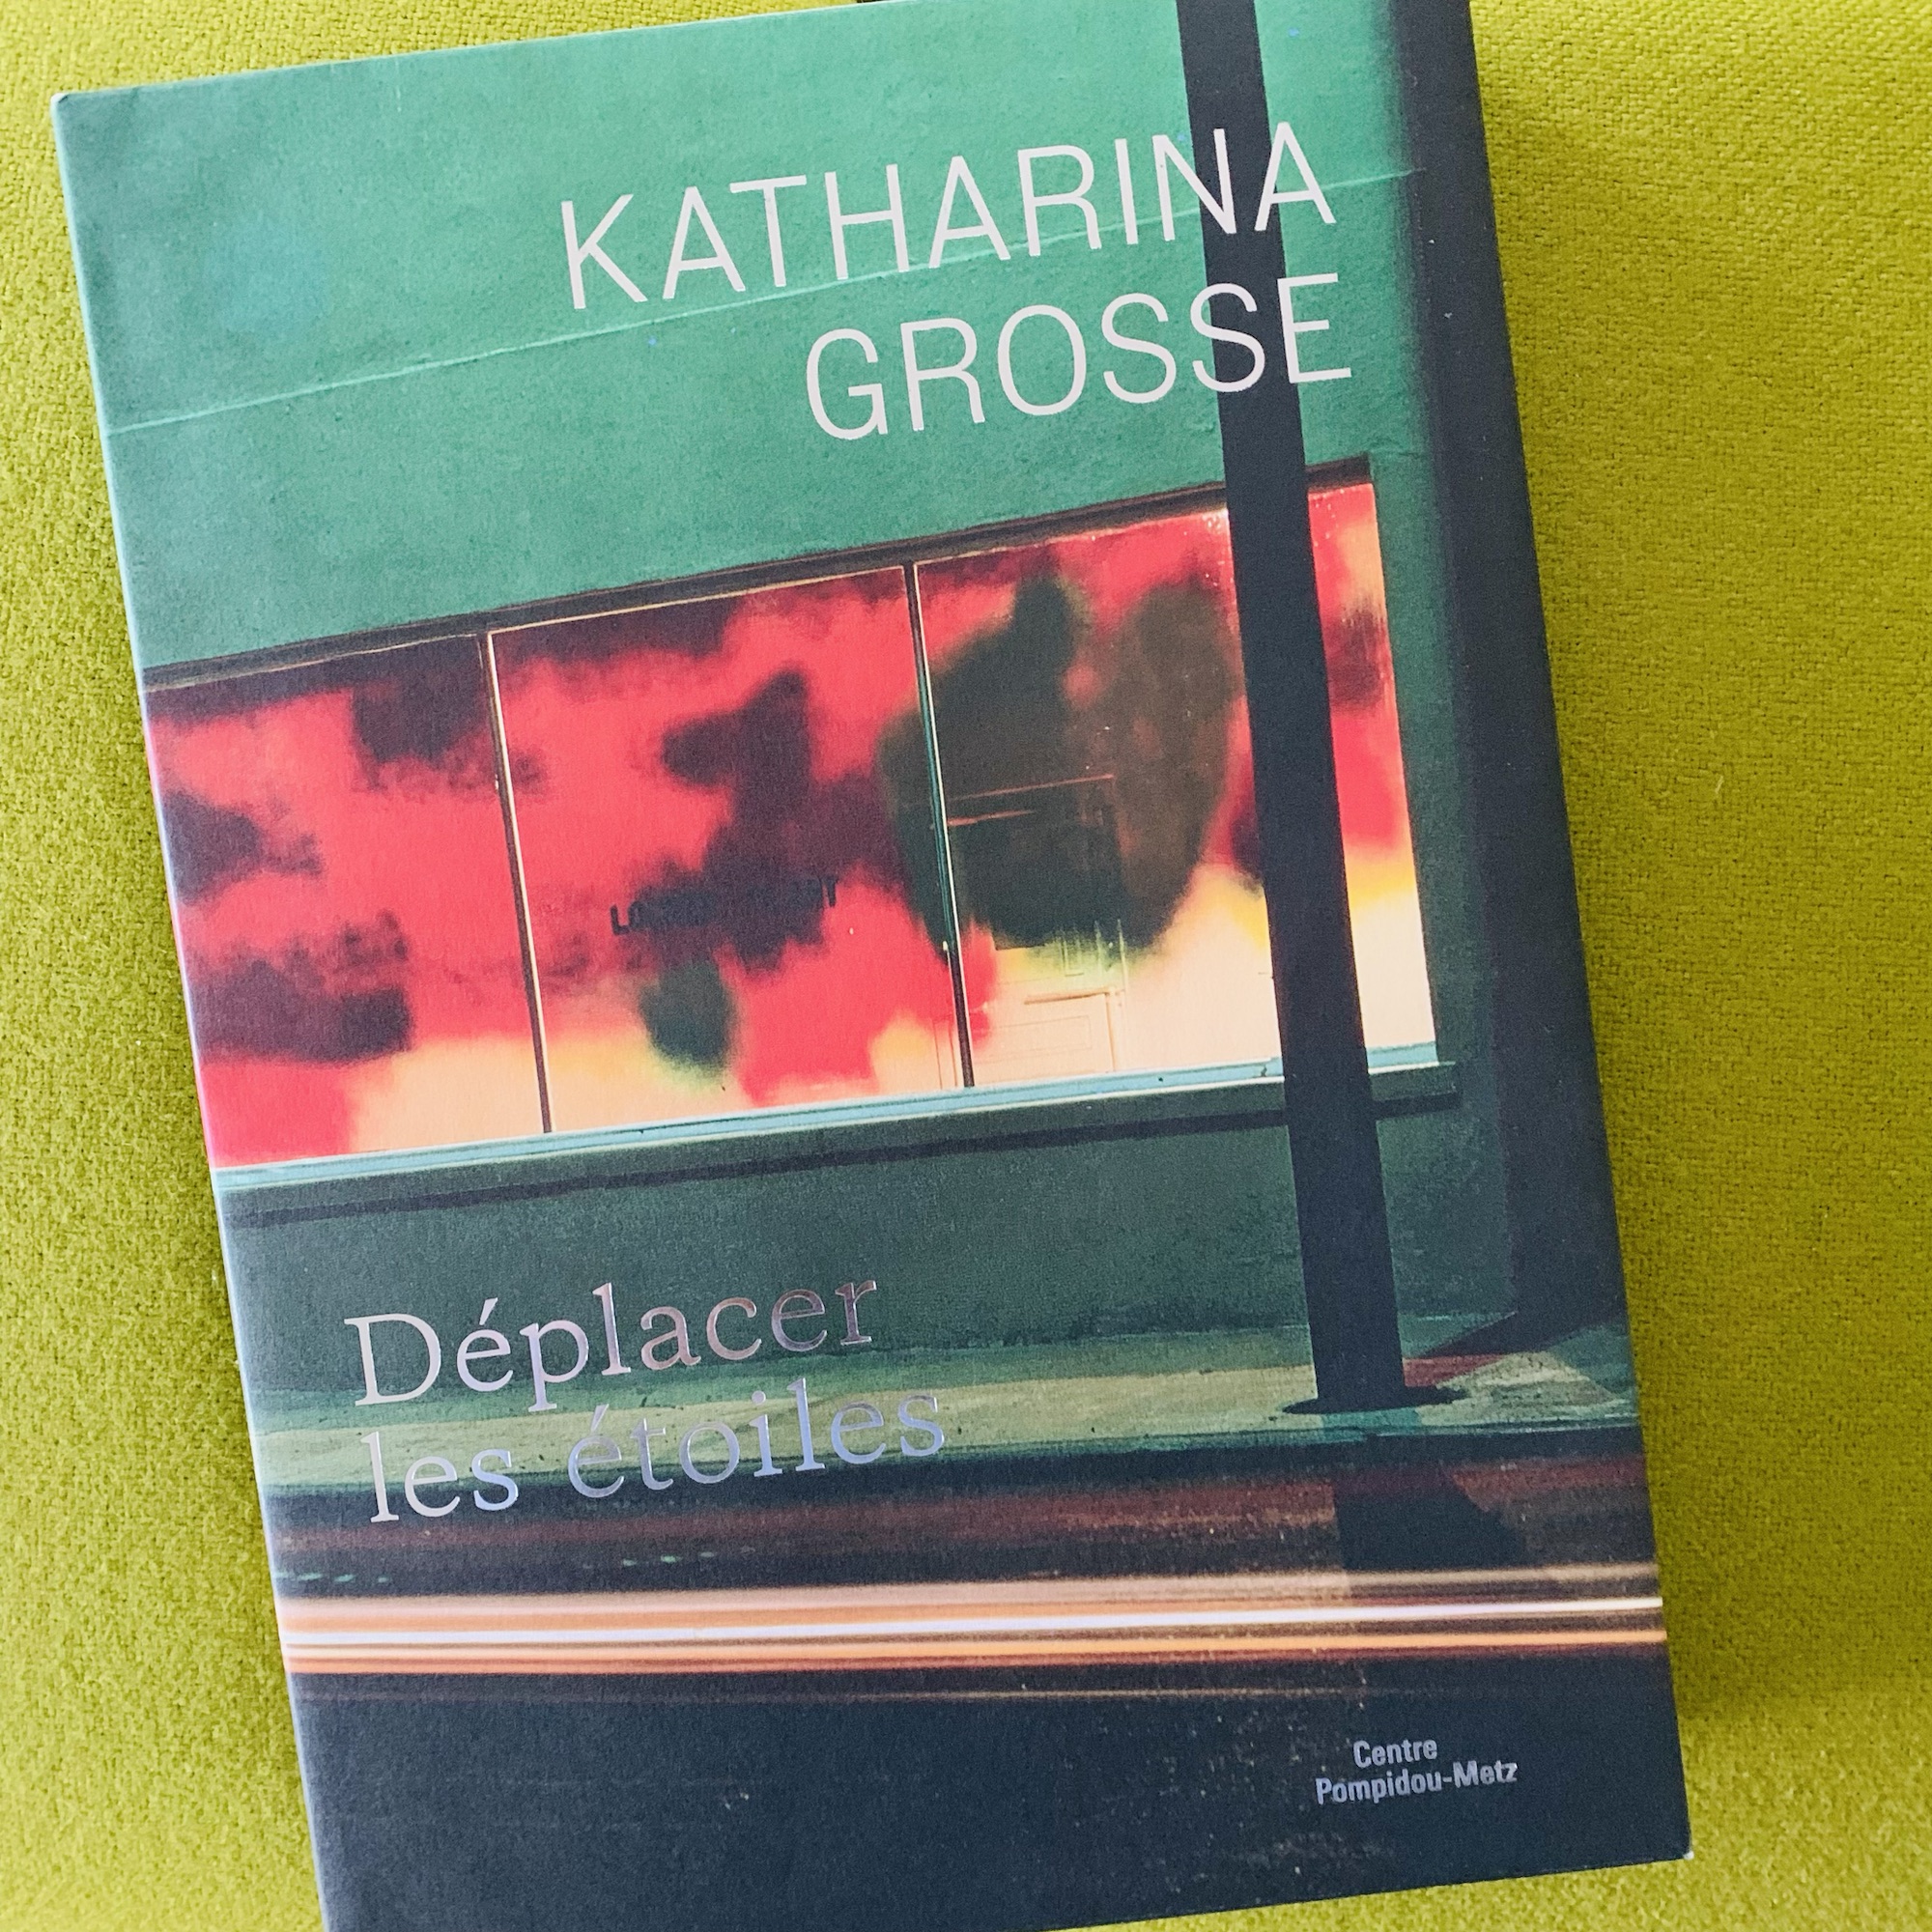 KATHARINA
GROSSE
Déplacer
les étoiles
Centre
Pompidou-Metz